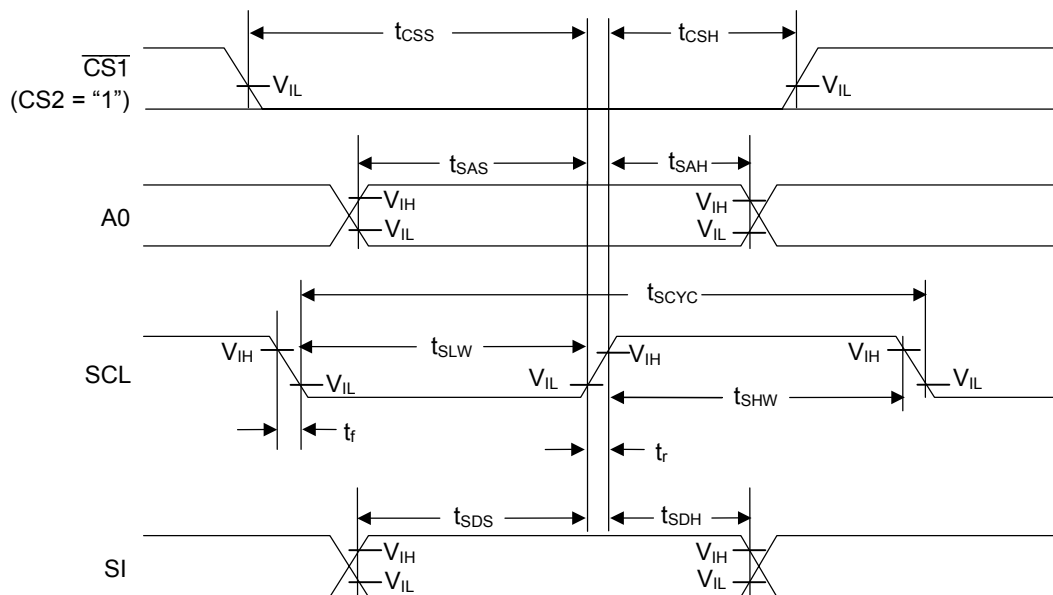 tCSS
tCSH
CS1
(CS2 = “1”)
VIL
VIL
tSAS
tSAH
A0
VIH
VIL
VIH
VIL
tSCYC
SCL
VIH
VIL
tSLW
VIL
VIH
VIH
VIL
tSHW
tf
tr
tSDS
tSDH
SI
VIH
VIL
VIH
VIL